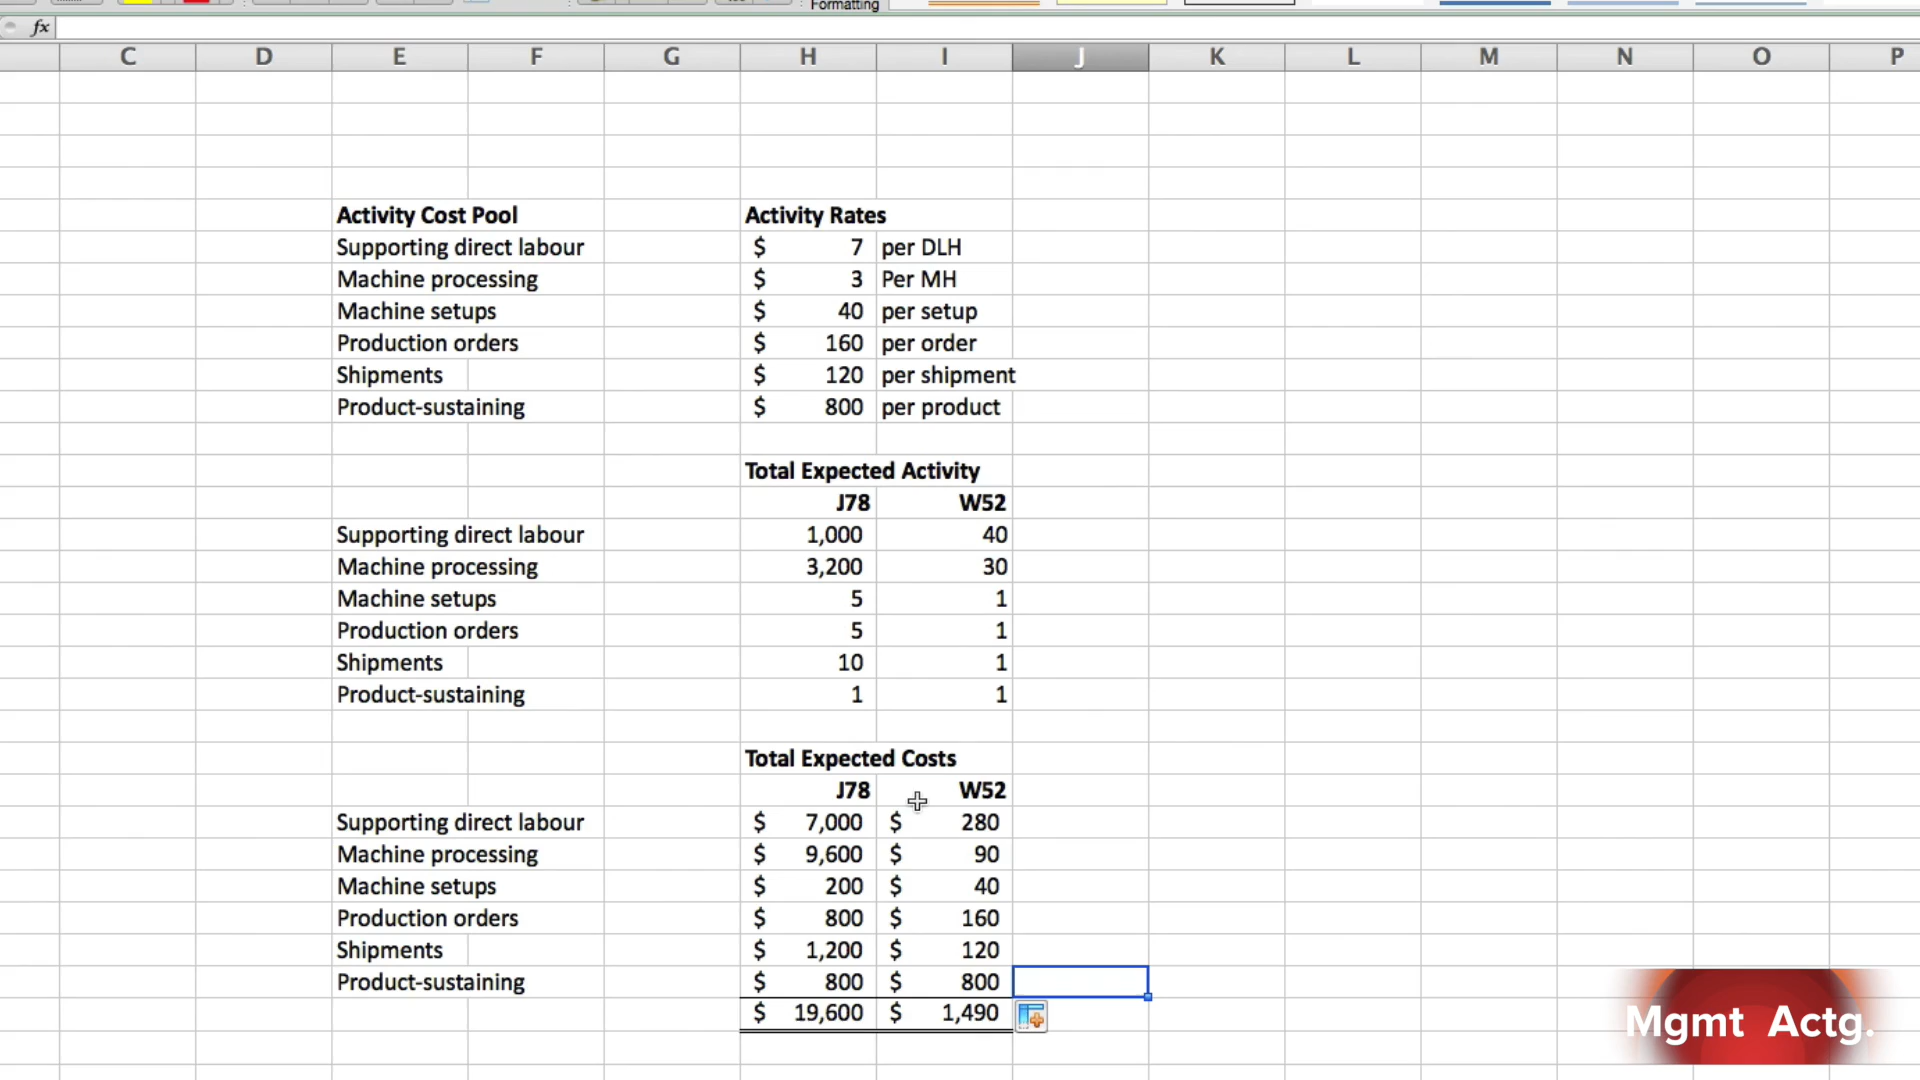 Formatting
fx
C D E F G H I J K L M N O P
Activity Cost Pool Activity Rates
Supporting direct labour $ 7 per DLH
Machine processing $ 3 Per MH
Machine setups $ 40 per setup
Production orders $ 160 per order
Shipments $ 120 per shipment
Product-sustaining $ 800 per product
Total Expected Activity
J78 W52
Supporting direct labour 1,000 40
Machine processing 3,200 30
Machine setups 5 1
Production orders 5 1
Shipments 10 1
Product-sustaining 1 1
Total Expected Costs
J78 W52
Supporting direct labour $ 7,000 $ 280
Machine processing $ 9,600 $ 90
Machine setups $ 200 $ 40
Production orders $ 800 $ 160
Shipments $ 1,200 $ 120
Product-sustaining $ 800 $ 800
$ 19,600 $ 1,490
Mgmt Actg.